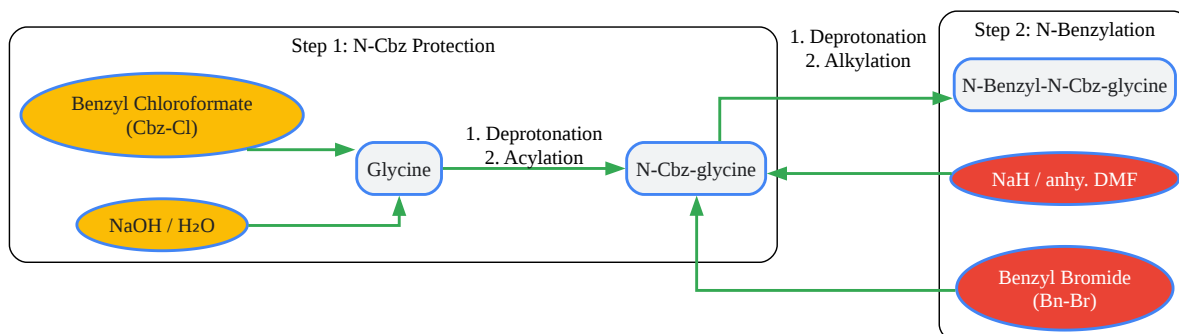 Step 1: N-Cbz Protection
Benzyl Chloroformate
(Cbz-Cl)
NaOH / H₂O
Glycine
1. Deprotonation
2. Acylation
N-Cbz-glycine
1. Deprotonation
2. Alkylation
Step 2: N-Benzylation
N-Benzyl-N-Cbz-glycine
NaH / anhy. DMF
Benzyl Bromide
(Bn-Br)